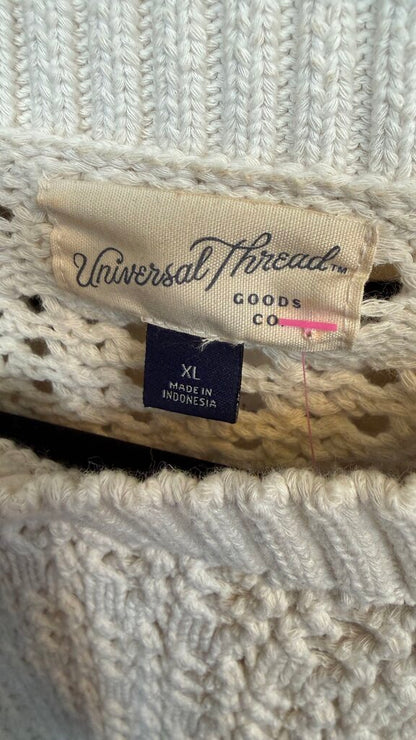 Universal Thread™
GOODS
CO.
XL
MADE IN
INDONESIA